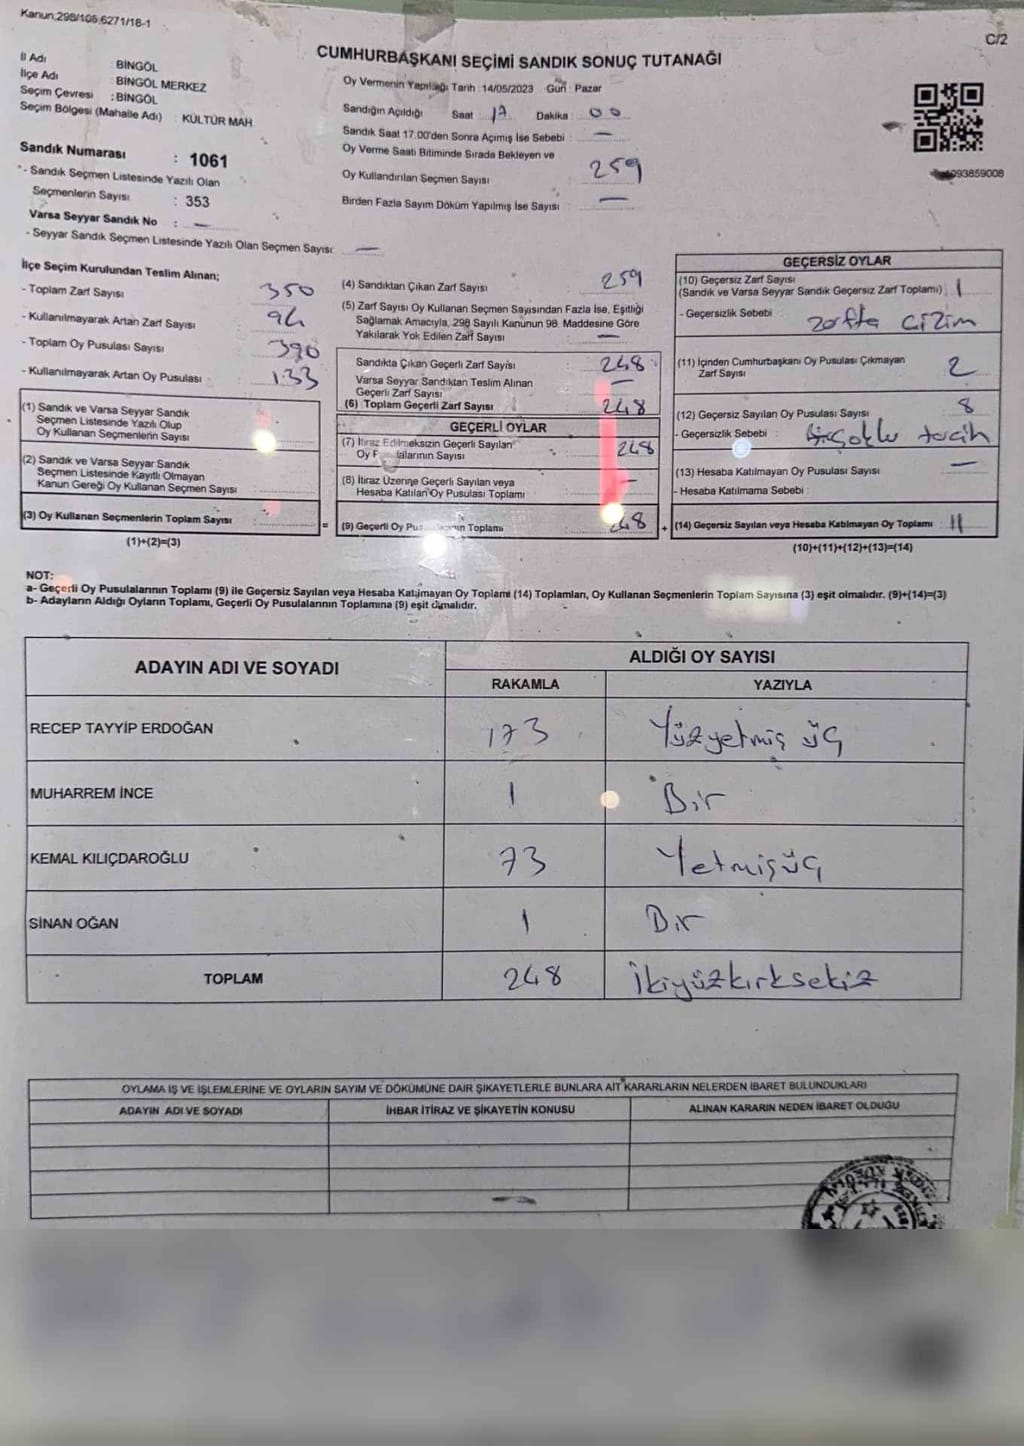 Kanun:298/105,6271/18-1
C/2
CUMHURBAŞKANI SEÇİMİ SANDIK SONUÇ TUTANAĞI
İl Adı : BİNGÖL
İlçe Adı : BİNGÖL MERKEZ
Seçim Çevresi : BİNGÖL
Seçim Bölgesi (Mahalle Adı) : KÜLTÜR MAH.
Sandık Numarası : 1061
- Sandık Seçmen Listesinde Yazılı Olan
Seçmenlerin Sayısı : 353
Varsa Seyyar Sandık No : —
- Seyyar Sandık Seçmen Listesinde Yazılı Olan Seçmen Sayısı: —
Oy Vermenin Yapıldığı Tarih : 14/05/2023 Gün : Pazar
Sandığın Açıldığı Saat 17 Dakika : 00
Sandık Saat 17.00'den Sonra Açımış İse Sebebi : —
Oy Verme Saati Bitiminde Sırada Bekleyen ve
Oy Kullandırılan Seçmen Sayısı 259
Birden Fazla Sayım Döküm Yapılmış İse Sayısı : —
093859008
İlçe Seçim Kurulundan Teslim Alınan;
- Toplam Zarf Sayısı 350
- Kullanılmayarak Artan Zarf Sayısı : 94
- Toplam Oy Pusulası Sayısı 390
- Kullanılmayarak Artan Oy Pusulası : 133
(1) Sandık ve Varsa Seyyar Sandık
Seçmen Listesinde Yazılı Olup
Oy Kullanan Seçmenlerin Sayısı
(2) Sandık ve Varsa Seyyar Sandık
Seçmen Listesinde Kayıtlı Olmayan
Kanun Gereği Oy Kullanan Seçmen Sayısı
(3) Oy Kullanan Seçmenlerin Toplam Sayısı
=
(1)+(2)=(3)
(4) Sandıktan Çıkan Zarf Sayısı : 259
(5) Zarf Sayısı Oy Kullanan Seçmen Sayısından Fazla İse, Eşitliği
Sağlamak Amacıyla, 298 Sayılı Kanunun 98. Maddesine Göre
Yakılarak Yok Edilen Zarf Sayısı : —
Sandıkta Çıkan Geçerli Zarf Sayısı : 248
Varsa Seyyar Sandıktan Teslim Alınan
Geçerli Zarf Sayısı : —
(6) Toplam Geçerli Zarf Sayısı : 248
GEÇERLİ OYLAR
(7) İtiraz Edilmeksizin Geçerli Sayılan
Oy Pusulalarının Sayısı 248
(8) İtiraz Üzerine Geçerli Sayılan veya
Hesaba Katılan Oy Pusulası Toplamı : —
(9) Geçerli Oy Pusulalarının Toplamı 248
+
GEÇERSİZ OYLAR
(10) Geçersiz Zarf Sayısı
(Sandık ve Varsa Seyyar Sandık Geçersiz Zarf Toplamı) : 1
- Geçersizlik Sebebi : zarfta çizim
(11) İçinden Cumhurbaşkanı Oy Pusulası Çıkmayan
Zarf Sayısı 2
(12) Geçersiz Sayılan Oy Pusulası Sayısı 8
- Geçersizlik Sebebi : Birçoklu tercih
(13) Hesaba Katılmayan Oy Pusulası Sayısı —
- Hesaba Katılmama Sebebi :
(14) Geçersiz Sayılan veya Hesaba Katılmayan Oy Toplamı : 11
(10)+(11)+(12)+(13)=(14)
NOT:
a- Geçerli Oy Pusulalarının Toplamı (9) ile Geçersiz Sayılan veya Hesaba Katılmayan Oy Toplamı (14) Toplamları, Oy Kullanan Seçmenlerin Toplam Sayısına (3) eşit olmalıdır. (9)+(14)=(3)
b- Adayların Aldığı Oyların Toplamı, Geçerli Oy Pusulalarının Toplamına (9) eşit olmalıdır.
ADAYIN ADI VE SOYADI ALDIĞI OY SAYISI
RAKAMLA YAZIYLA
RECEP TAYYİP ERDOĞAN 173 Yüzyetmiş üç
MUHARREM İNCE 1 Bir
KEMAL KILIÇDAROĞLU 73 Yetmişüç
SİNAN OĞAN 1 Bir
TOPLAM 248 İkiyüzkırksekiz
OYLAMA İŞ VE İŞLEMLERİNE VE OYLARIN SAYIM VE DÖKÜMÜNE DAİR ŞİKAYETLERLE BUNLARA AİT KARARLARIN NELERDEN İBARET BULUNDUKLARI
ADAYIN ADI VE SOYADI İHBAR İTİRAZ VE ŞİKAYETİN KONUSU ALINAN KARARIN NEDEN İBARET OLDUĞU
—